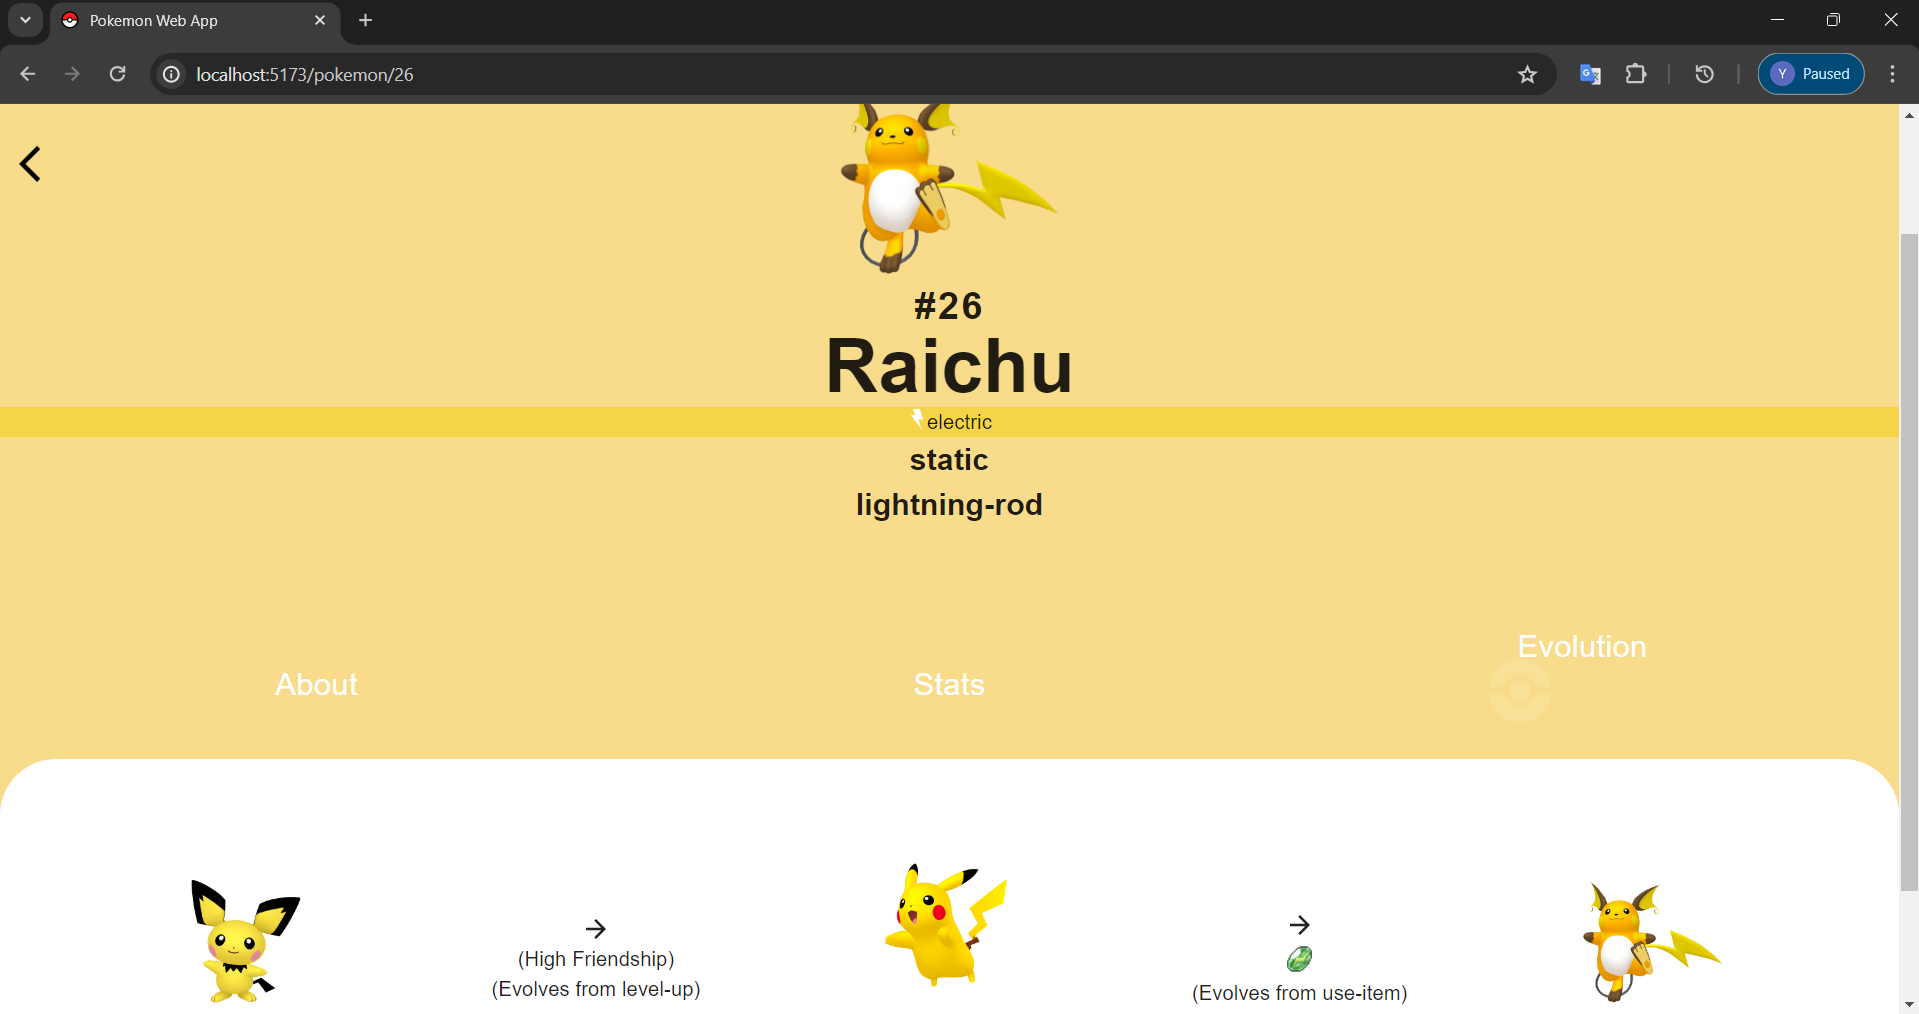 Pokemon Web App
localhost:5173/pokemon/26
Y Paused
#26
Raichu
electric
static
lightning-rod
About
Stats
Evolution
(High Friendship)
(Evolves from level-up)
(Evolves from use-item)